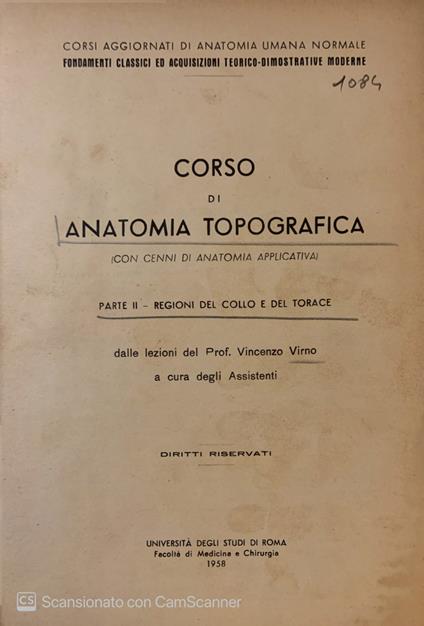 CORSI AGGIORNATI DI ANATOMIA UMANA NORMALE
FONDAMENTI CLASSICI ED ACQUISIZIONI TEORICO-DIMOSTRATIVE MODERNE
1084
CORSO
DI
ANATOMIA TOPOGRAFICA
(CON CENNI DI ANATOMIA APPLICATIVA)
PARTE II - REGIONI DEL COLLO E DEL TORACE
dalle lezioni del Prof. Vincenzo Virno
a cura degli Assistenti
DIRITTI RISERVATI
UNIVERSITÀ DEGLI STUDI DI ROMA
Facoltà di Medicina e Chirurgia
1958
CS Scansionato con CamScanner